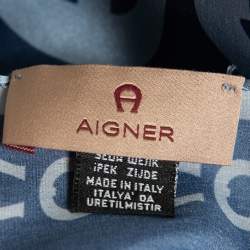 AIGNER
IPEK ZIJDE
MADE IN ITALY
ITALYA'DA
URETILMISTIR